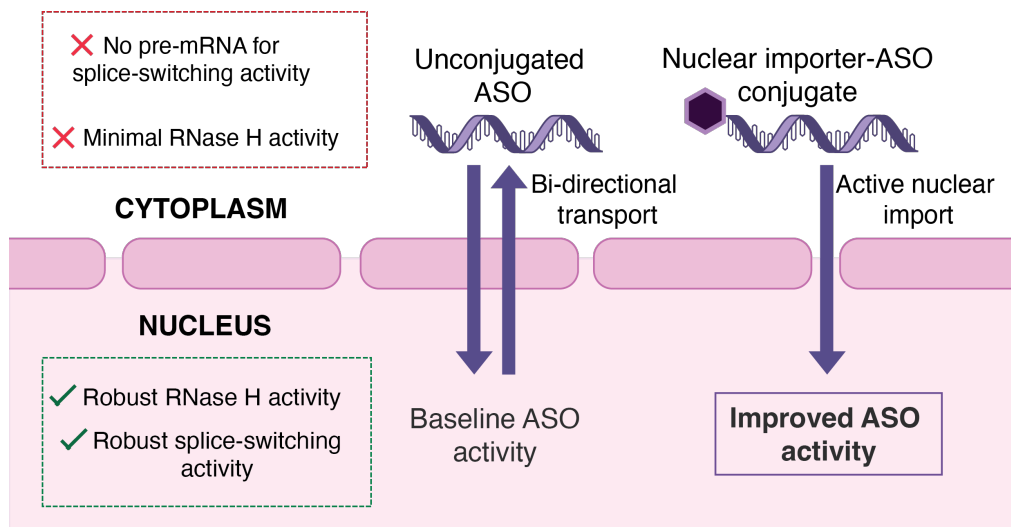 No pre-mRNA for
splice-switching activity
Minimal RNase H activity
CYTOPLASM
Unconjugated
ASO
Bi-directional
transport
Nuclear importer-ASO
conjugate
Active nuclear
import
NUCLEUS
Robust RNase H activity
Robust splice-switching
activity
Baseline ASO
activity
Improved ASO
activity